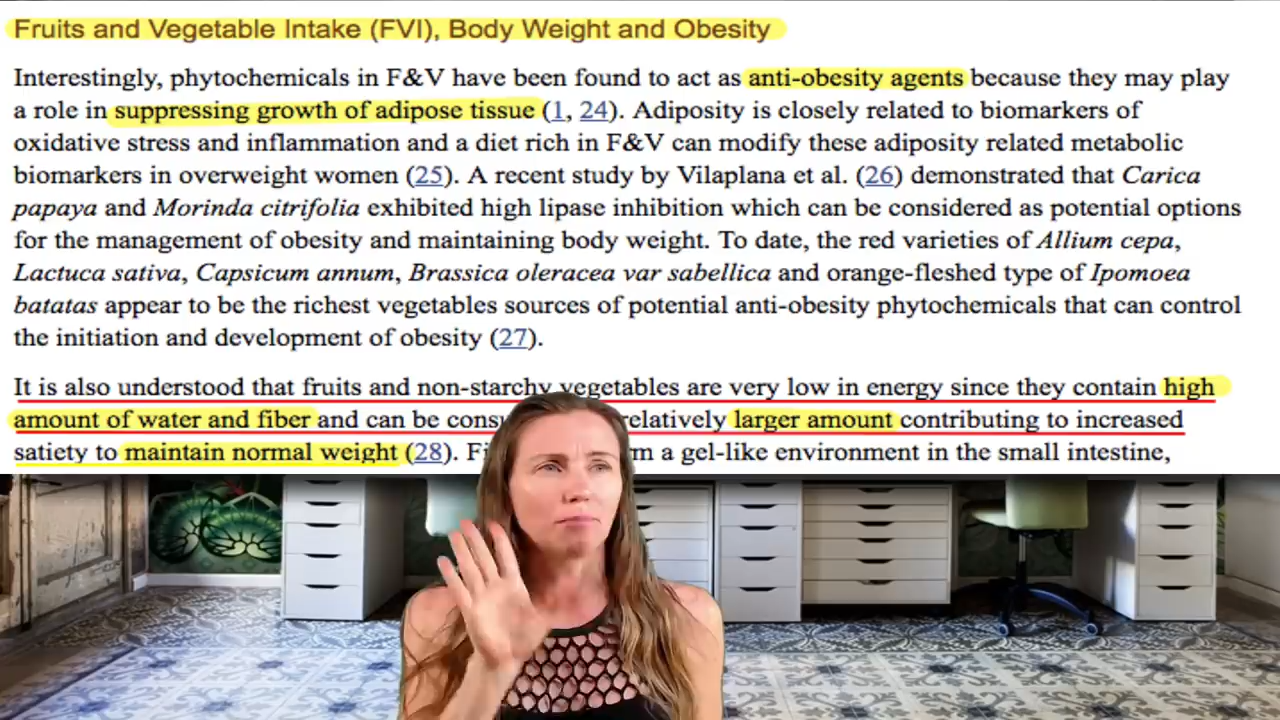 Fruits and Vegetable Intake (FVI), Body Weight and Obesity
Interestingly, phytochemicals in F&V have been found to act as anti-obesity agents because they may play
a role in suppressing growth of adipose tissue (1, 24). Adiposity is closely related to biomarkers of
oxidative stress and inflammation and a diet rich in F&V can modify these adiposity related metabolic
biomarkers in overweight women (25). A recent study by Vilaplana et al. (26) demonstrated that Carica
papaya and Morinda citrifolia exhibited high lipase inhibition which can be considered as potential options
for the management of obesity and maintaining body weight. To date, the red varieties of Allium cepa,
Lactuca sativa, Capsicum annum, Brassica oleracea var sabellica and orange-fleshed type of Ipomoea
batatas appear to be the richest vegetables sources of potential anti-obesity phytochemicals that can control
the initiation and development of obesity (27).
It is also understood that fruits and non-starchy vegetables are very low in energy since they contain high
amount of water and fiber and can be relatively larger amount contributing to increased
satiety to maintain normal weight (28). a gel-like environment in the small intestine,